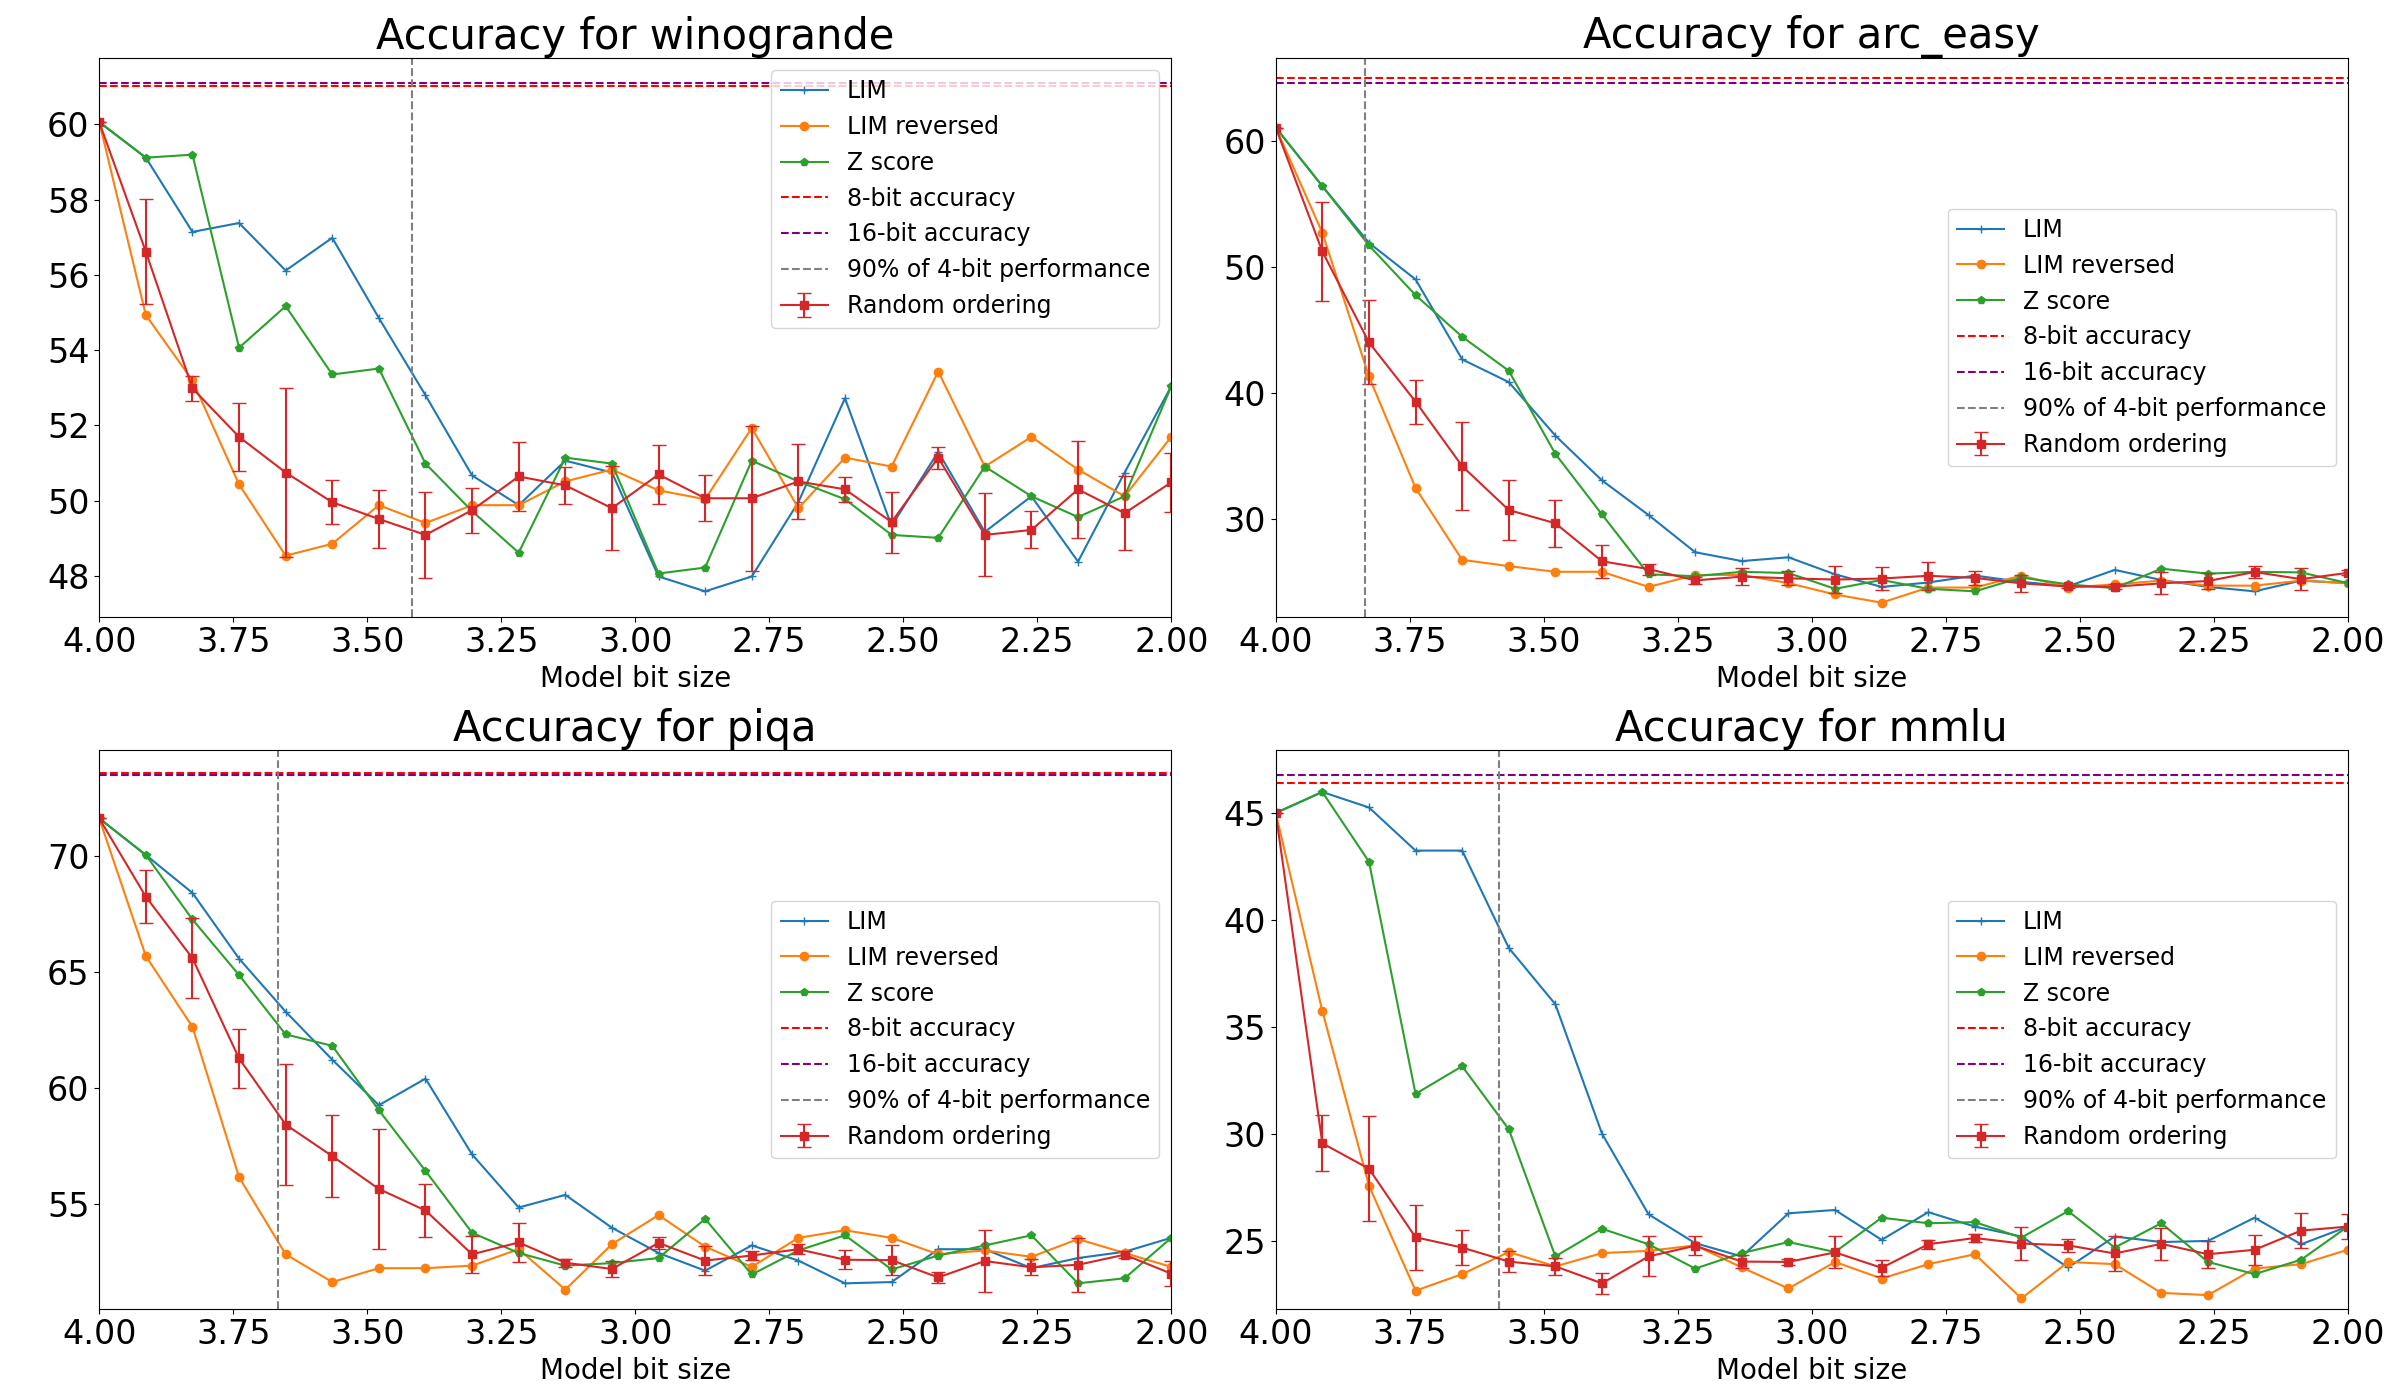 Accuracy for winogrande
60
58
56
54
52
50
48
4.00 3.75 3.50 3.25 3.00 2.75 2.50 2.25 2.00
Model bit size
LIM
LIM reversed
Z score
8-bit accuracy
16-bit accuracy
90% of 4-bit performance
Random ordering
Accuracy for arc_easy
60
50
40
30
4.00 3.75 3.50 3.25 3.00 2.75 2.50 2.25 2.00
Model bit size
LIM
LIM reversed
Z score
8-bit accuracy
16-bit accuracy
90% of 4-bit performance
Random ordering
Accuracy for piqa
70
65
60
55
4.00 3.75 3.50 3.25 3.00 2.75 2.50 2.25 2.00
Model bit size
LIM
LIM reversed
Z score
8-bit accuracy
16-bit accuracy
90% of 4-bit performance
Random ordering
Accuracy for mmlu
45
40
35
30
25
4.00 3.75 3.50 3.25 3.00 2.75 2.50 2.25 2.00
Model bit size
LIM
LIM reversed
Z score
8-bit accuracy
16-bit accuracy
90% of 4-bit performance
Random ordering